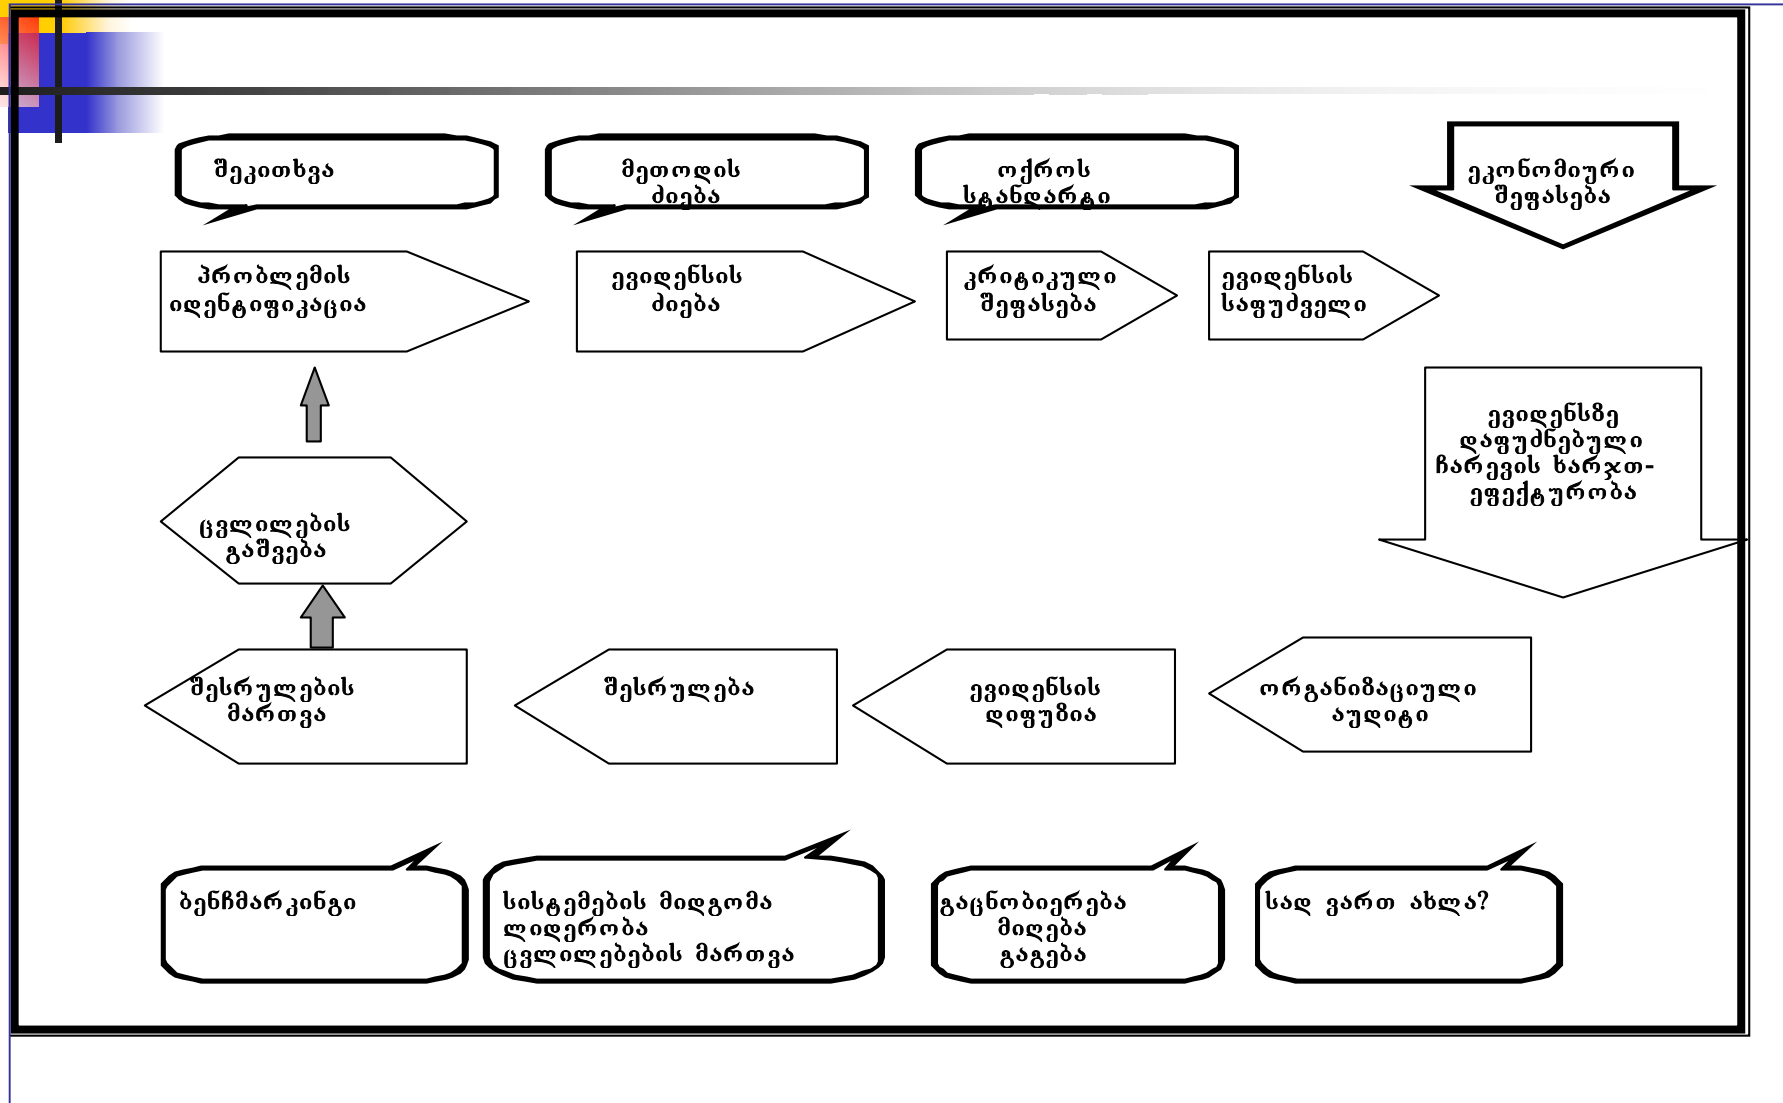 შეკითხვა
მეთოდის
ძიება
ოქროს
სტანდარტი
ეკონომიური
შეფასება
პრობლემის
იდენტიფიკაცია
ევიდენსის
ძიება
კრიტიკული
შეფასება
ევიდენსის
საფუძველი
ევიდენსზე
დაფუძნებული
ჩარევის ხარჯთ-
ეფექტურობა
ცვლილების
გაშვება
შესრულების
მართვა
შესრულება
ევიდენსის
დიფუზია
ორგანიზაციული
აუდიტი
ბენჩმარკინგი
სისტემების მიდგომა
ლიდერობა
ცვლილებების მართვა
გაცნობიერება
მიღება
გაგება
სად ვართ ახლა?